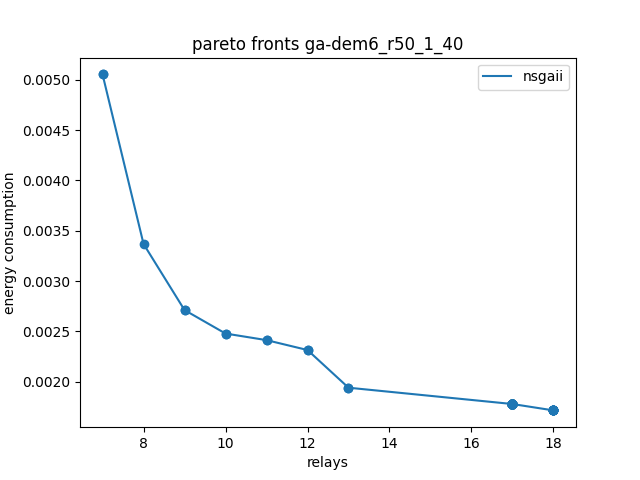 pareto fronts ga-dem6_r50_1_40
nsgaii
energy consumption
0.0050
0.0045
0.0040
0.0035
0.0030
0.0025
0.0020
8 10 12 14 16 18
relays